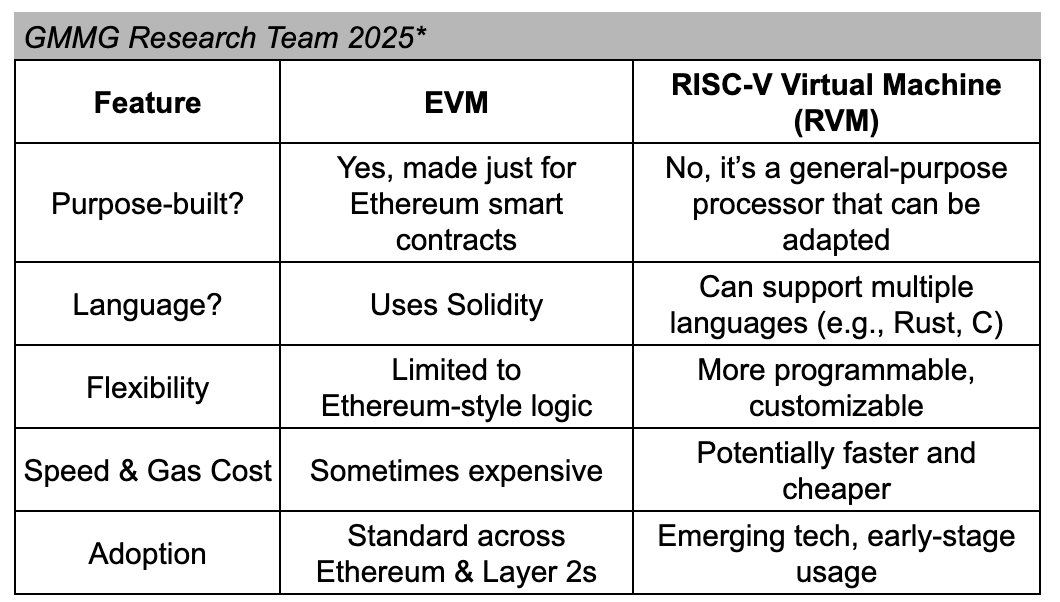 GMMG Research Team 2025*
Feature
EVM
RISC-V Virtual Machine
(RVM)
Purpose-built?
Yes, made just for
Ethereum smart
contracts
No, it’s a general-purpose
processor that can be
adapted
Language?
Uses Solidity
Can support multiple
languages (e.g., Rust, C)
Flexibility
Limited to
Ethereum-style logic
More programmable,
customizable
Speed & Gas Cost
Sometimes expensive
Potentially faster and
cheaper
Adoption
Standard across
Ethereum & Layer 2s
Emerging tech, early-stage
usage